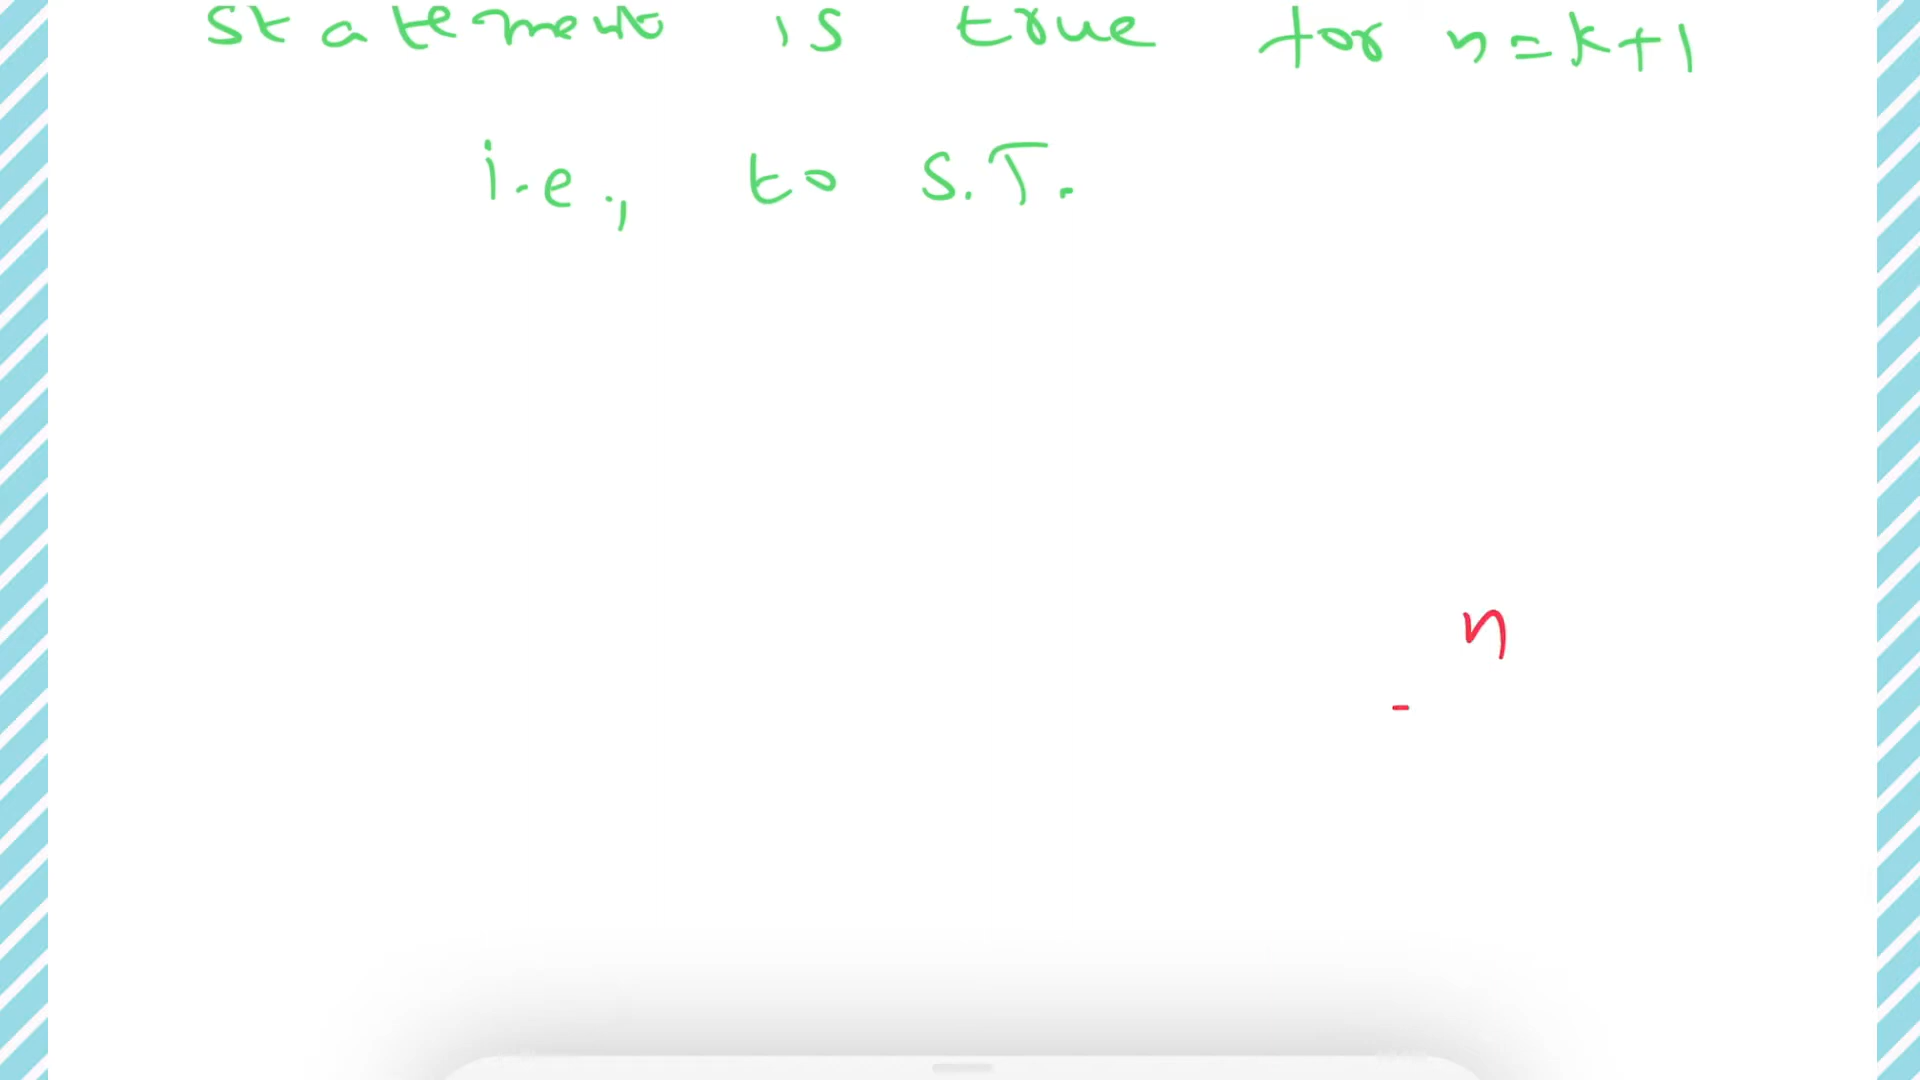 statement is true for n=k+1
i.e., to S.T.
n
-